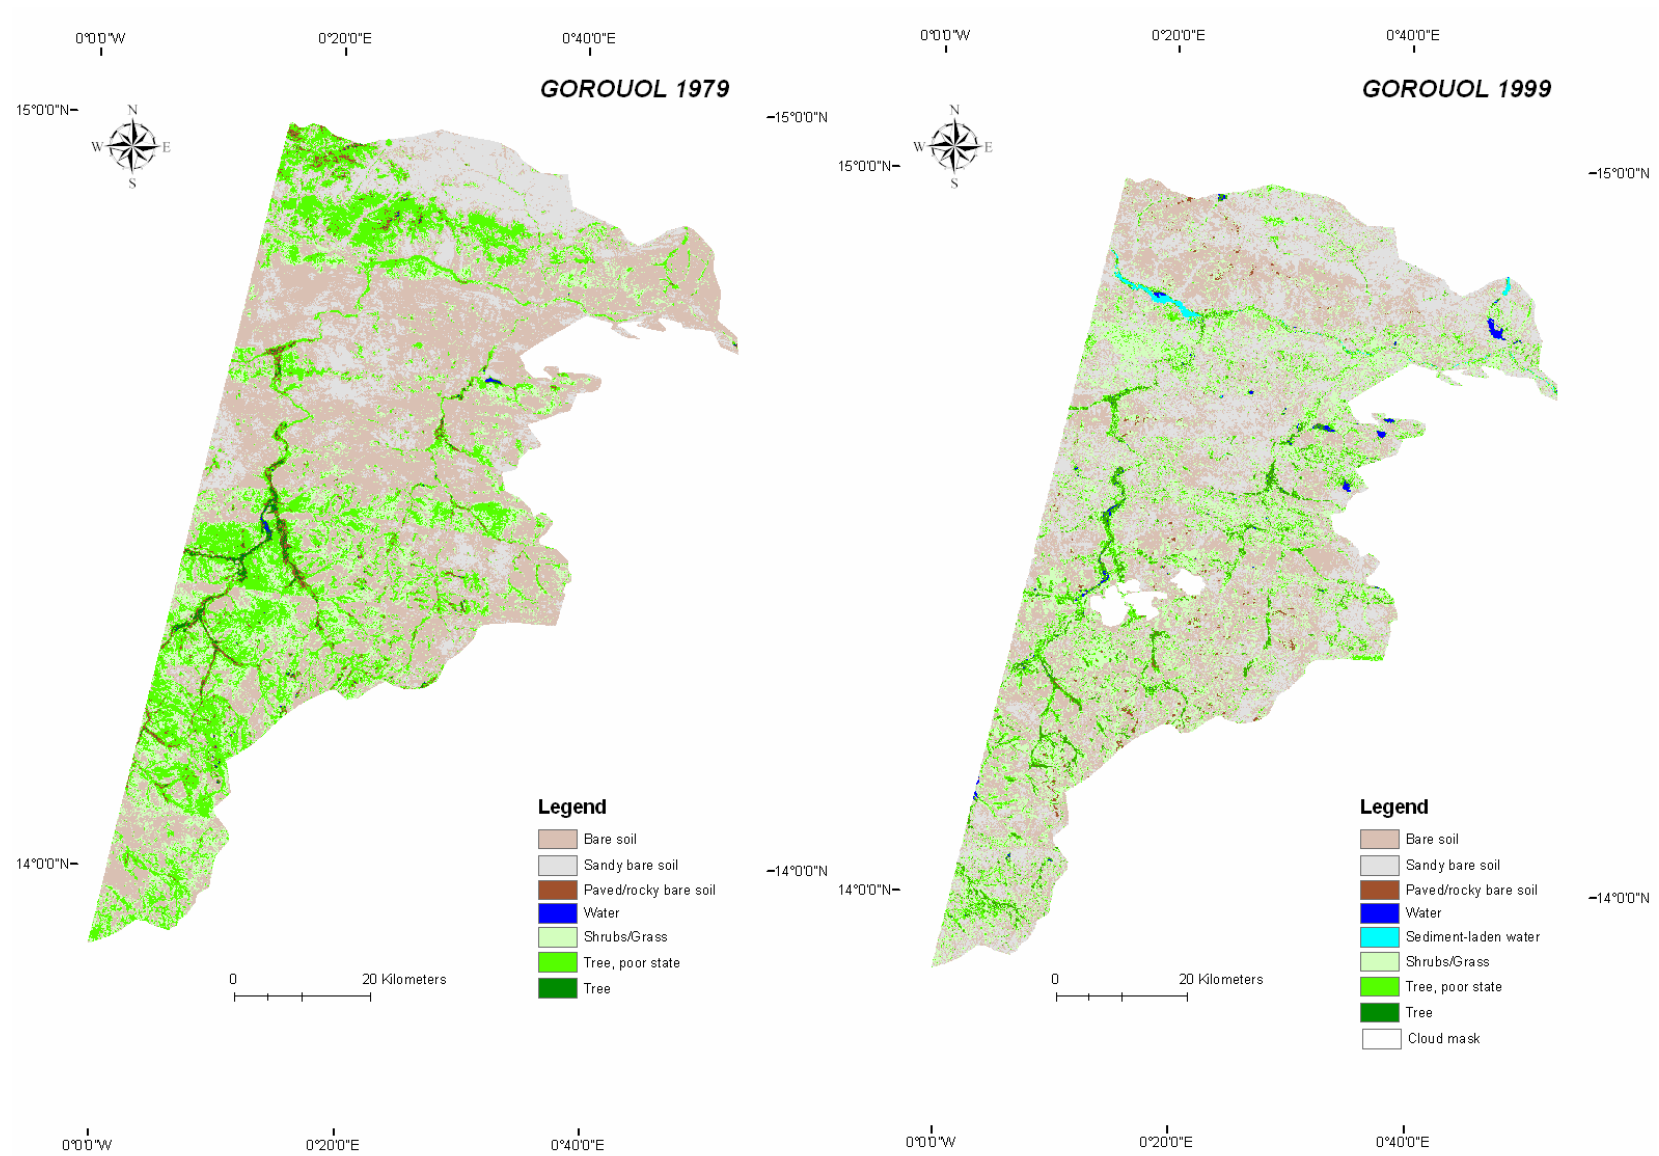 0°0'0"W 0°20'0"E 0°40'0"E
GOROUOL 1979
15°0'0"N
15°0'0"N
N
W E
S
14°0'0"N
14°0'0"N
Legend
Bare soil
Sandy bare soil
Paved/rocky bare soil
Water
Shrubs/Grass
Tree, poor state
Tree
0 20 Kilometers
0°0'0"W 0°20'0"E 0°40'0"E
0°0'0"W 0°20'0"E 0°40'0"E
GOROUOL 1999
15°0'0"N
15°0'0"N
N
W E
S
14°0'0"N
14°0'0"N
Legend
Bare soil
Sandy bare soil
Paved/rocky bare soil
Water
Sediment-laden water
Shrubs/Grass
Tree, poor state
Tree
Cloud mask
0 20 Kilometers
0°0'0"W 0°20'0"E 0°40'0"E